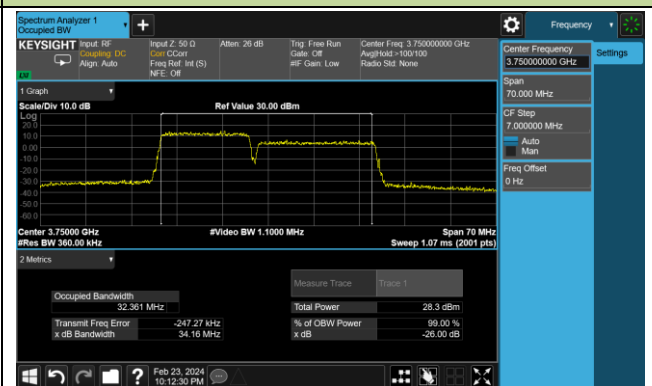 Spectrum Analyzer 1
Occupied BW
Frequency
KEYSIGHT
Input: RF
Coupling: DC
Align: Auto
Input Z: 50 Ω
Corr CCorr
Freq Ref: Int (S)
NFE: Off
Atten: 26 dB
Trig: Free Run
Gate: Off
#IF Gain: Low
Center Freq: 3.750000000 GHz
Avg|Hold:>100/100
Radio Std: None
Center Frequency
3.750000000 GHz
Settings
Span
70.000 MHz
CF Step
7.000000 MHz
Auto
Man
Freq Offset
0 Hz
1 Graph
Scale/Div 10.0 dB
Ref Value 30.00 dBm
Log
20.0
10.0
0.00
-10.0
-20.0
-30.0
-40.0
-50.0
-60.0
Center 3.75000 GHz
#Video BW 1.1000 MHz
Span 70 MHz
#Res BW 360.00 kHz
Sweep 1.07 ms (2001 pts)
2 Metrics
Measure Trace
Trace 1
Occupied Bandwidth
32.361 MHz
Total Power
28.3 dBm
Transmit Freq Error
-247.27 kHz
% of OBW Power
99.00 %
x dB Bandwidth
34.16 MHz
x dB
-26.00 dB
Feb 23, 2024
10:12:30 PM